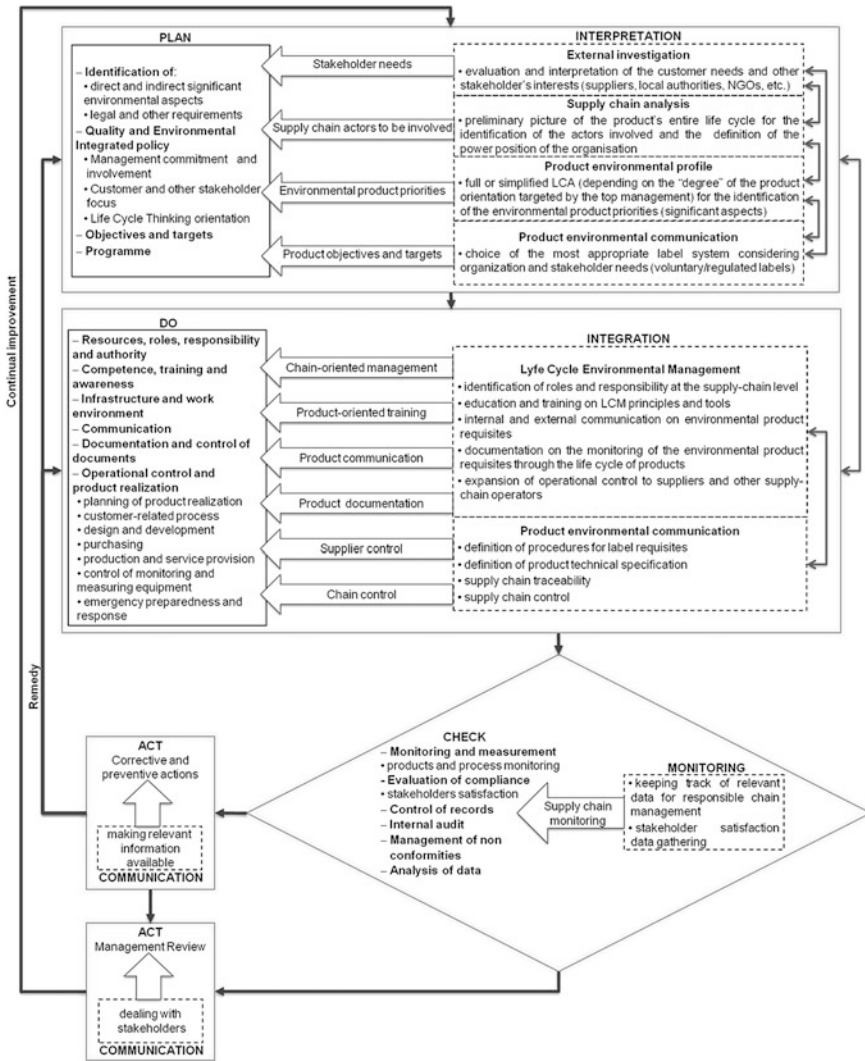 PLAN
– Identification of:
• direct and indirect significant
environmental aspects
• legal and other requirements
– Quality and Environmental
Integrated policy
• Management commitment and
involvement
• Customer and other stakeholder
focus
• Life Cycle Thinking orientation
– Objectives and targets
– Programme
Stakeholder needs
Supply chain actors to be involved
Environmental product priorities
Product objectives and targets
INTERPRETATION
External investigation
• evaluation and interpretation of the customer needs and other
stakeholder's interests (suppliers, local authorities, NGOs, etc.)
Supply chain analysis
• preliminary picture of the product's entire life cycle for the
identification of the actors involved and the definition of the
power position of the organisation
Product environmental profile
• full or simplified LCA (depending on the "degree" of the product
orientation targeted by the top management) for the identification
of the environmental product priorities (significant aspects)
Product environmental communication
• choice of the most appropriate label system considering
organization and stakeholder needs (voluntary/regulated labels)
Continual improvement
DO
– Resources, roles, responsibility
and authority
– Competence, training and
awareness
– Infrastructure and work
environment
– Communication
– Documentation and control of
documents
– Operational control and
product realization
• planning of product realization
• customer-related process
• design and development
• purchasing
• production and service provision
• control of monitoring and
measuring equipment
• emergency preparedness and
response
Chain-oriented management
Product-oriented training
Product communication
Product documentation
Supplier control
Chain control
INTEGRATION
Lyfe Cycle Environmental Management
• identification of roles and responsibility at the supply-chain level
• education and training on LCM principles and tools
• internal and external communication on environmental product
requisites
• documentation on the monitoring of the environmental product
requisites through the life cycle of products
• expansion of operational control to suppliers and other supply-
chain operators
Product environmental communication
• definition of procedures for label requisites
• definition of product technical specification
• supply chain traceability
• supply chain control
Remedy
CHECK
– Monitoring and measurement
• products and process monitoring
- Evaluation of compliance
• stakeholders satisfaction
– Control of records
– Internal audit
– Management of non
conformities
– Analysis of data
Supply chain
monitoring
MONITORING
• keeping track of relevant
data for responsible chain
management
• stakeholder satisfaction
data gathering
ACT
Corrective and
preventive actions
making relevant
information
available
COMMUNICATION
ACT
Management Review
dealing with
stakeholders
COMMUNICATION